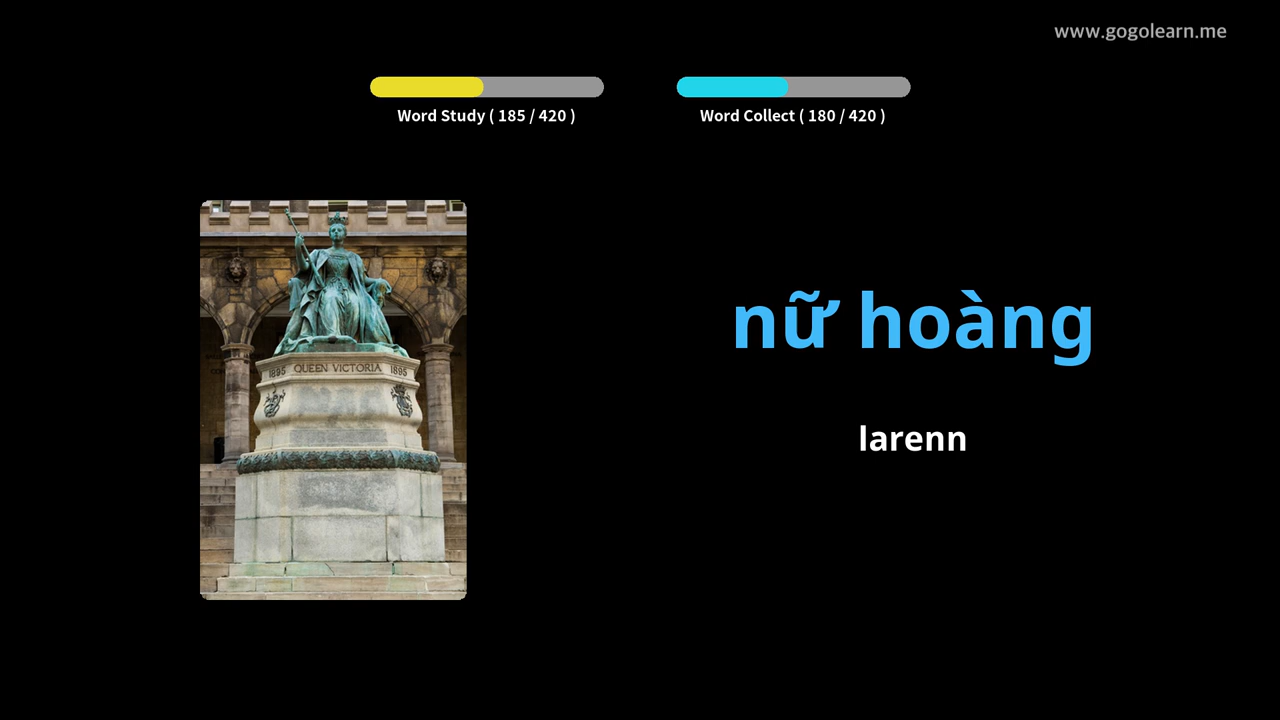 www.gogolearn.me
Word Study ( 185 / 420 )
Word Collect ( 180 / 420 )
1895 QUEEN VICTORIA 1895
nữ hoàng
larenn